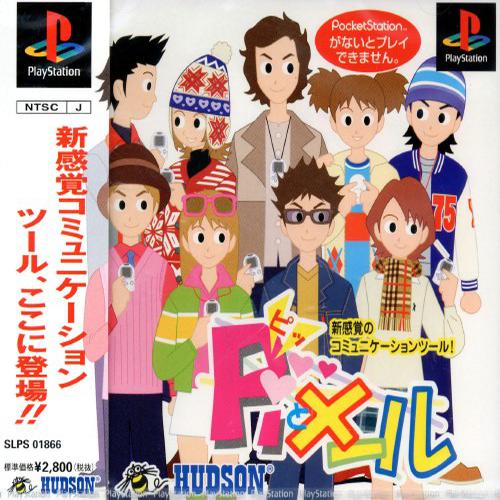 PlayStation
NTSC J
新感覚コミュニケーション
ツール、ここに登場!!
SLPS 01866
標準価格¥2,800(税抜)
HUDSON®
PocketStation™
がないとプレイ
できません。
PlayStation
75
新感覚の
コミュニケーションツール!
ピッ
P!とメール
HUDSON®